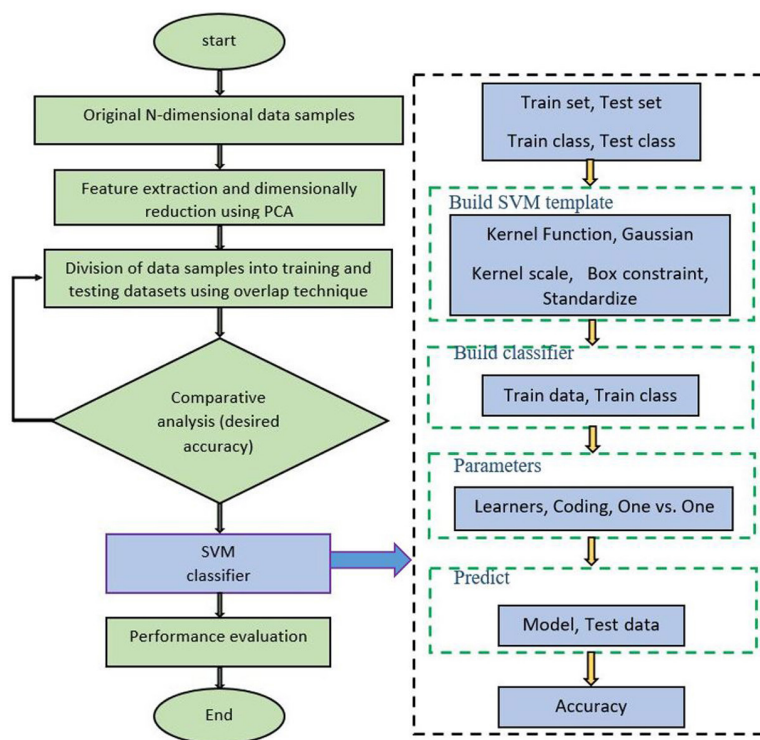 start
Original N-dimensional data samples
Feature extraction and dimensionally
reduction using PCA
Division of data samples into training and
testing datasets using overlap technique
Comparative
analysis (desired
accuracy)
SVM
classifier
Performance evaluation
End
Train set, Test set
Train class, Test class
Build SVM template
Kernel Function, Gaussian
Kernel scale, Box constraint,
Standardize
Build classifier
Train data, Train class
Parameters
Learners, Coding, One vs. One
Predict
Model, Test data
Accuracy